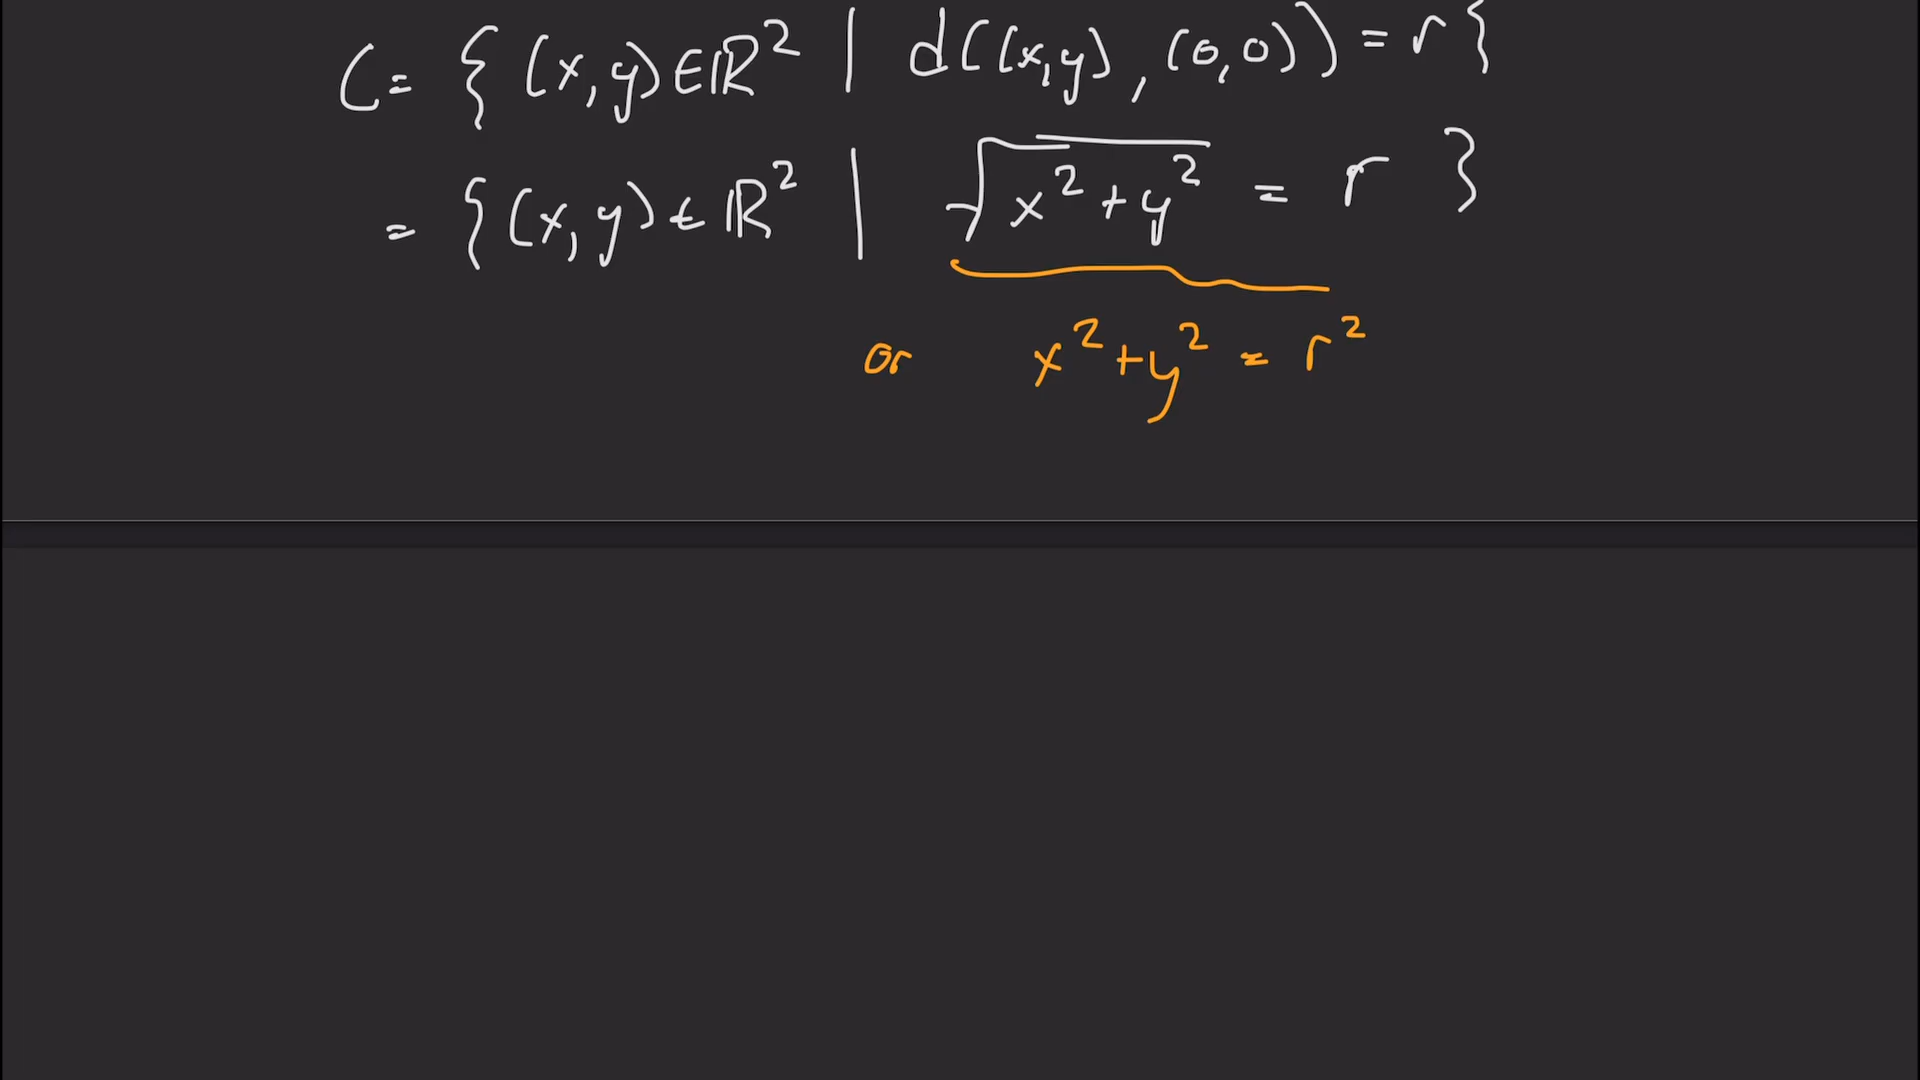 C = { (x,y) ∈ ℝ² | d((x,y), (0,0)) = r {
= {(x,y) ∈ ℝ² | √(x²+y²) = r }
or x²+y² = r²